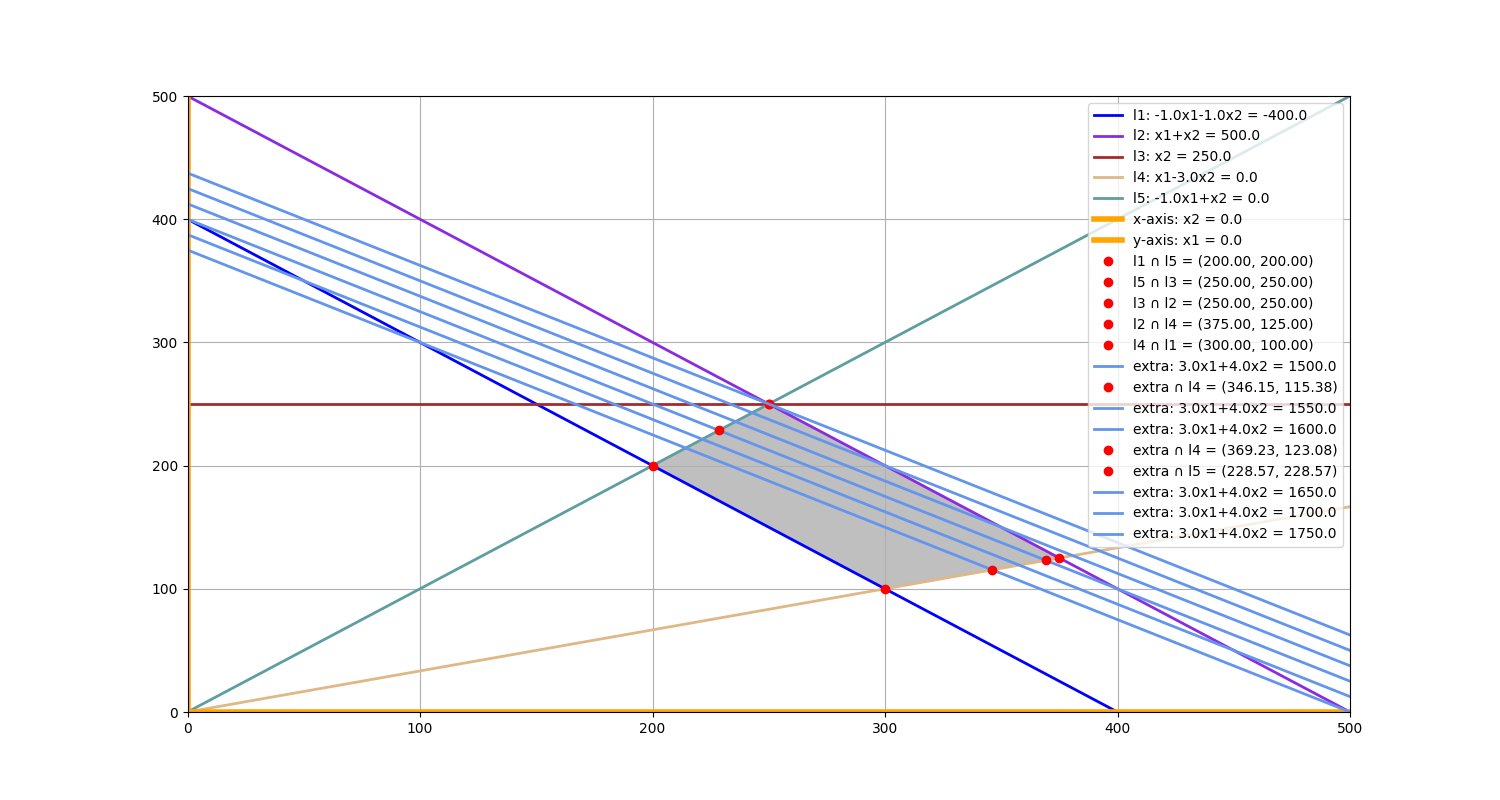 500
400
300
200
100
0
0
100
200
300
400
500
l1: -1.0x1-1.0x2 = -400.0
l2: x1+x2 = 500.0
l3: x2 = 250.0
l4: x1-3.0x2 = 0.0
l5: -1.0x1+x2 = 0.0
x-axis: x2 = 0.0
y-axis: x1 = 0.0
l1 ∩ l5 = (200.00, 200.00)
l5 ∩ l3 = (250.00, 250.00)
l3 ∩ l2 = (250.00, 250.00)
l2 ∩ l4 = (375.00, 125.00)
l4 ∩ l1 = (300.00, 100.00)
extra: 3.0x1+4.0x2 = 1500.0
extra ∩ l4 = (346.15, 115.38)
extra: 3.0x1+4.0x2 = 1550.0
extra: 3.0x1+4.0x2 = 1600.0
extra ∩ l4 = (369.23, 123.08)
extra ∩ l5 = (228.57, 228.57)
extra: 3.0x1+4.0x2 = 1650.0
extra: 3.0x1+4.0x2 = 1700.0
extra: 3.0x1+4.0x2 = 1750.0